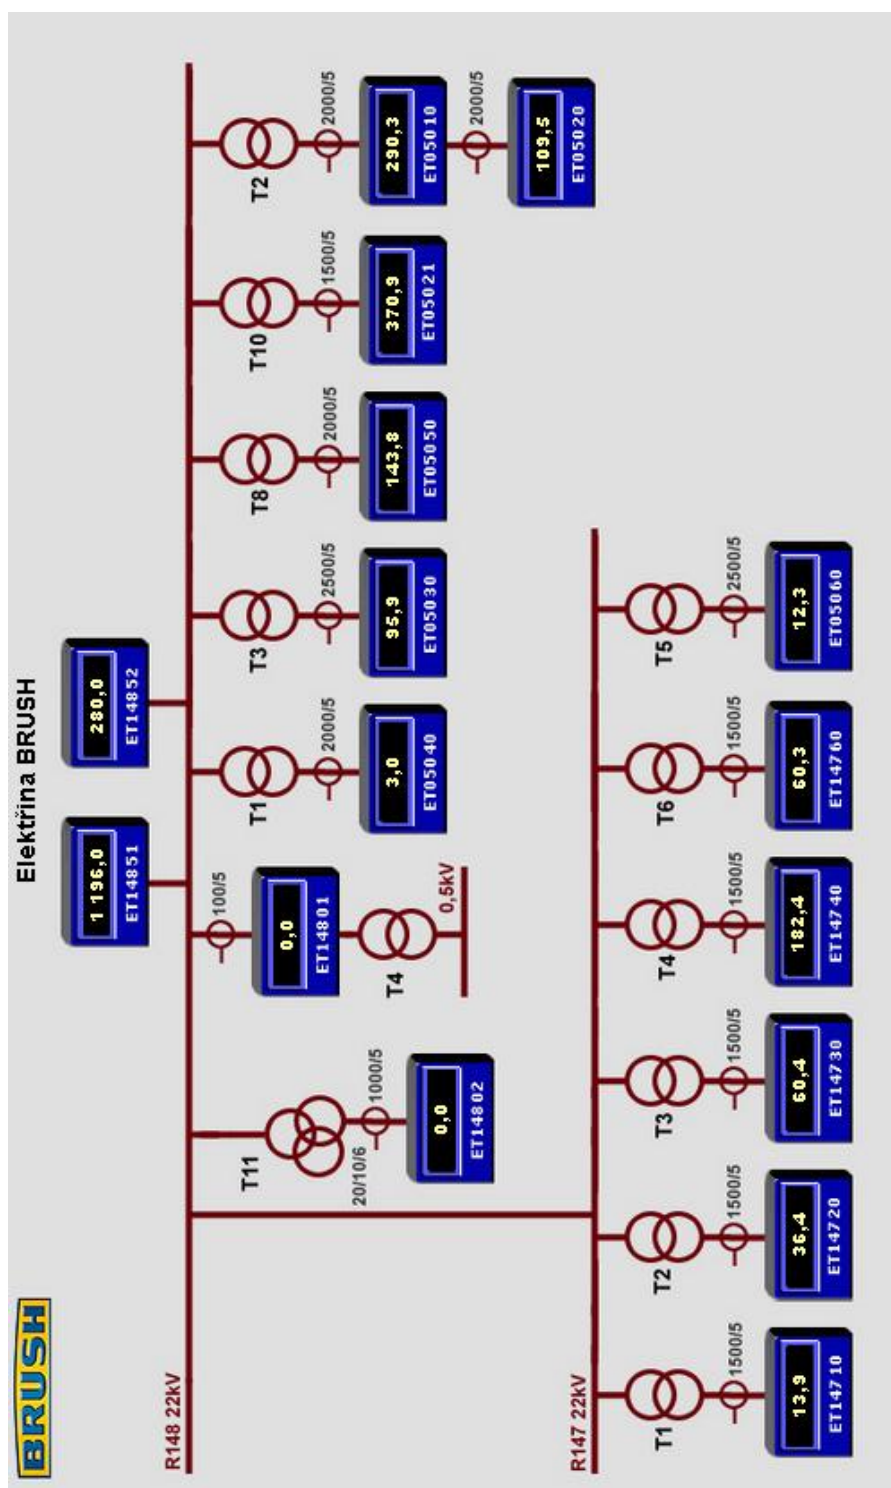 BRUSH
Elektřina BRUSH
1 196,0
ET14851
280,0
ET14852
R148 22kV
T11
20/10/6
1000/5
0,0
ET14802
100/5
0,0
ET14801
T4
0,5kV
T1
2000/5
3,0
ET05040
T3
2500/5
95,9
ET05030
T8
2000/5
143,8
ET05050
T10
1500/5
370,9
ET05021
T2
2000/5
290,3
ET05010
2000/5
109,5
ET05020
R147 22kV
T1
1500/5
13,9
ET14710
T2
1500/5
36,4
ET14720
T3
1500/5
60,4
ET14730
T4
1500/5
182,4
ET14740
T6
1500/5
60,3
ET14760
T5
2500/5
12,3
ET05060